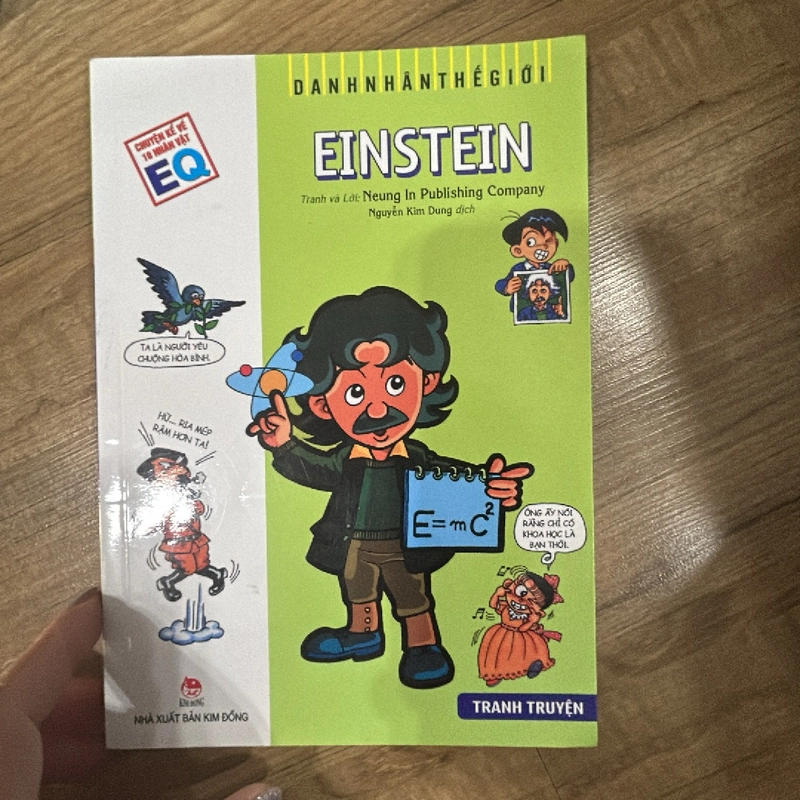 DANH NHÂN THẾ GIỚI
CHUYỆN KỂ VỀ
10 NHÂN VẬT
EQ
EINSTEIN
Tranh và Lời: Neung In Publishing Company
Nguyễn Kim Dung dịch
TA LÀ NGƯỜI YÊU
CHUỘNG HÒA BÌNH.
HỪ... RIA MÉP
RẬM HƠN TA!
E=mC²
ÔNG ẤY NÓI
RẰNG CHỈ CÓ
KHOA HỌC LÀ
BẠN THÔI.
KIM ĐỒNG
NHÀ XUẤT BẢN KIM ĐỒNG
TRANH TRUYỆN